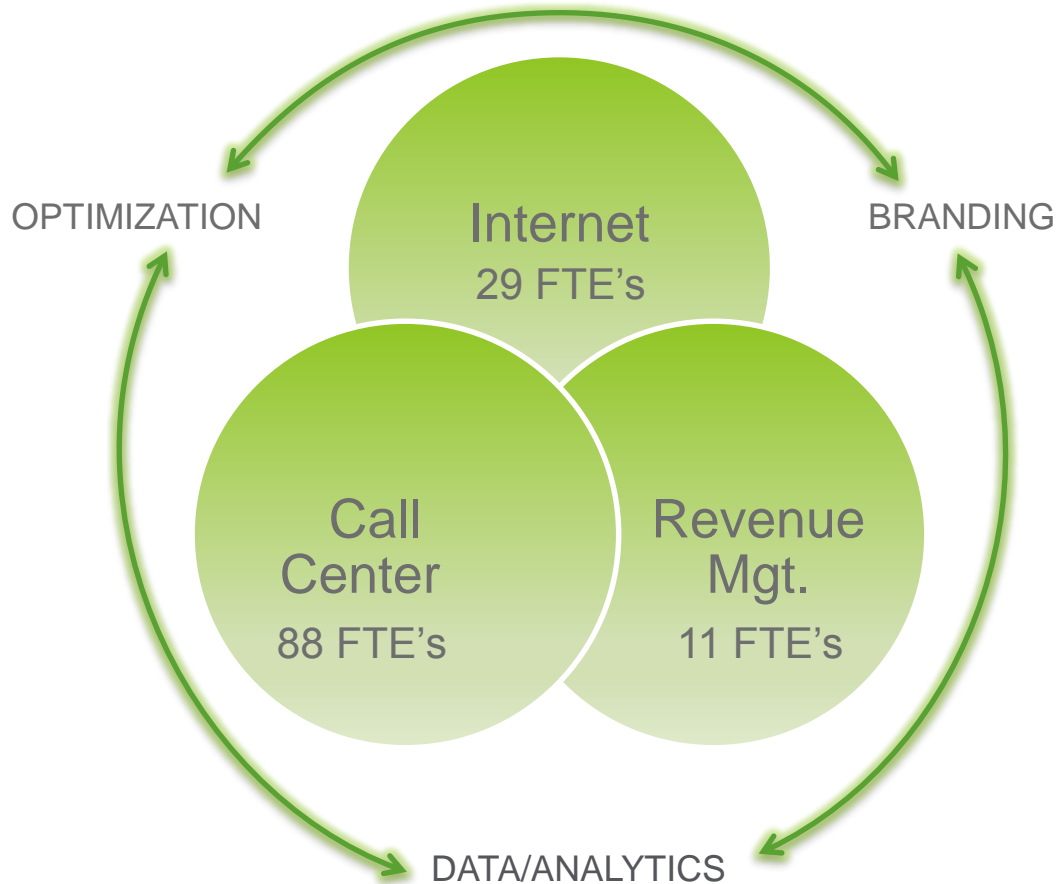 OPTIMIZATION
BRANDING
Internet
29 FTE’s
Call
Center
88 FTE’s
Revenue
Mgt.
11 FTE’s
DATA/ANALYTICS